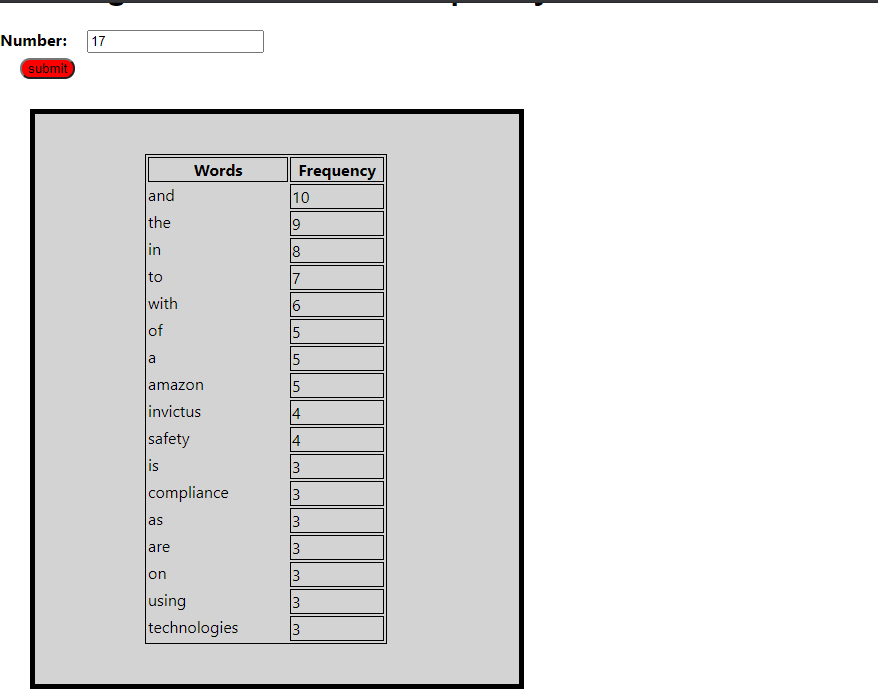 Number: 17
submit
Words Frequency
and 10
the 9
in 8
to 7
with 6
of 5
a 5
amazon 5
invictus 4
safety 4
is 3
compliance 3
as 3
are 3
on 3
using 3
technologies 3